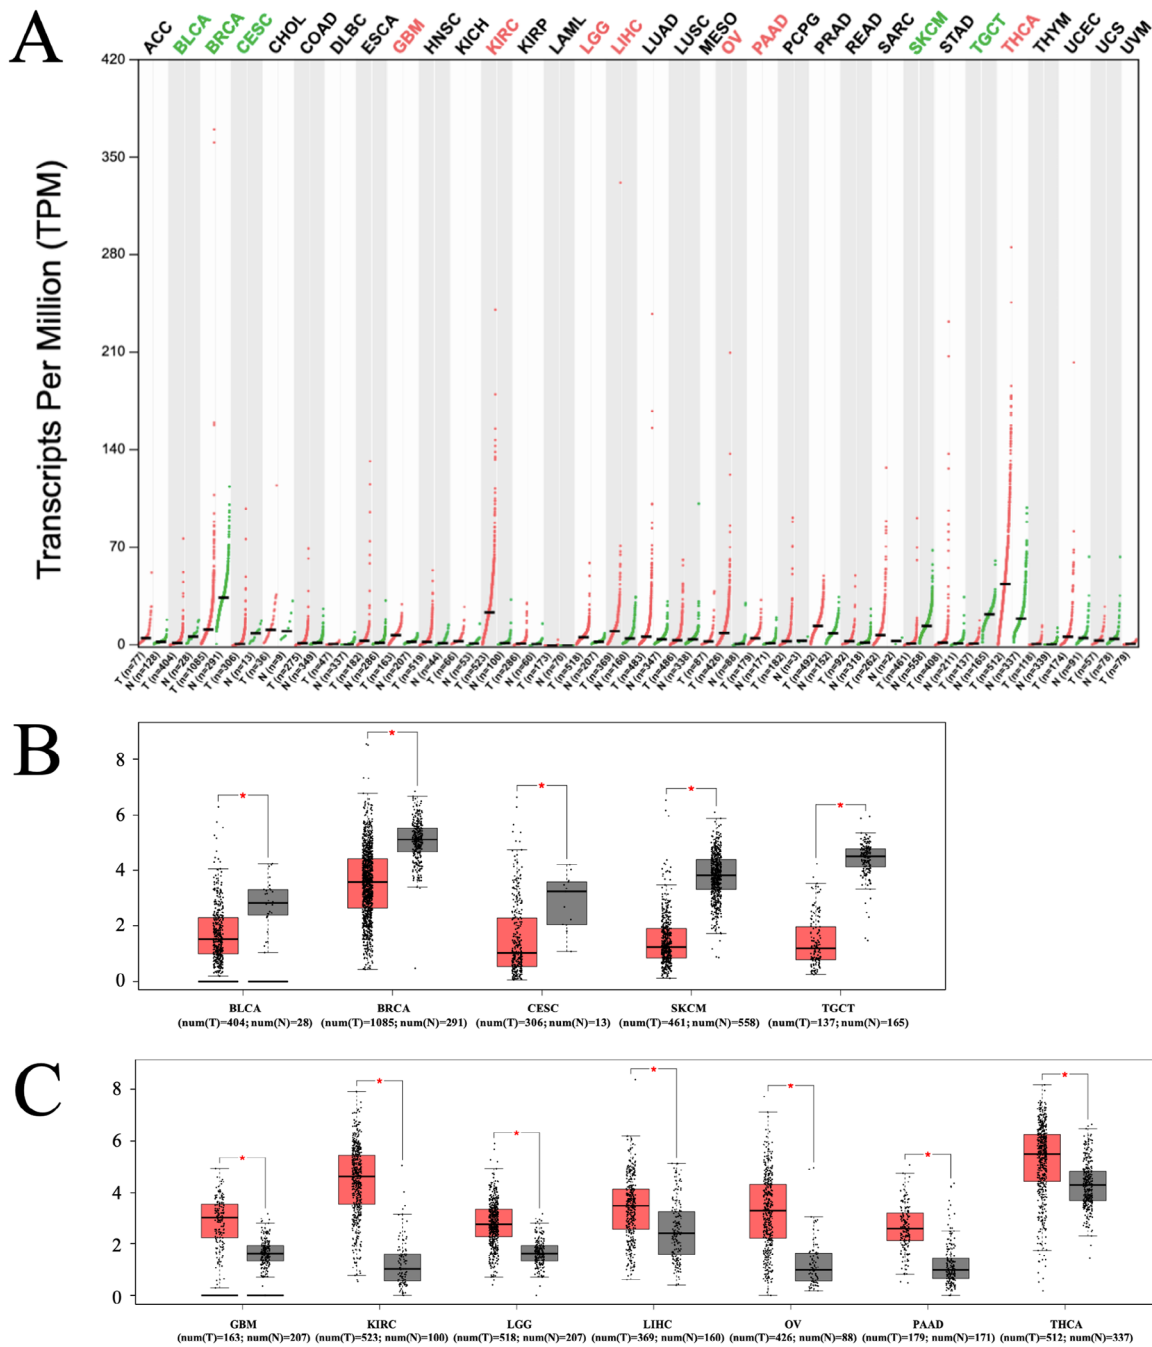 A
ACC BLCA BRCA CESC CHOL COAD DLBC ESCA GBM HNSC KICH KIRC KIRP LAML LGG LIHC LUAD LUSC MESO OV PAAD PCPG PRAD READ SARC SKCM STAD TGCT THCA THYM UCEC UCS UVM
Transcripts Per Million (TPM)
420
350
280
210
140
70
0
T (n=77) N (n=128) T (n=404) N (n=28) T (n=1085) N (n=291) T (n=306) N (n=13) T (n=36) N (n=9) T (n=275) N (n=349) T (n=47) N (n=337) T (n=182) N (n=286) T (n=163) N (n=207) T (n=519) N (n=44) T (n=66) N (n=53) T (n=523) N (n=100) T (n=286) N (n=60) T (n=173) N (n=70) T (n=518) N (n=207) T (n=369) N (n=160) T (n=483) N (n=347) T (n=486) N (n=338) T (n=87) T (n=426) N (n=88) T (n=179) N (n=171) T (n=182) N (n=3) T (n=492) N (n=152) T (n=92) N (n=318) T (n=262) N (n=2) T (n=461) N (n=558) T (n=408) N (n=211) T (n=137) N (n=165) T (n=512) N (n=337) T (n=118) N (n=339) T (n=174) N (n=91) T (n=57) N (n=78) T (n=79)
B
8
6
4
2
0
* * * * *
BLCA BRCA CESC SKCM TGCT
(num(T)=404; num(N)=28) (num(T)=1085; num(N)=291) (num(T)=306; num(N)=13) (num(T)=461; num(N)=558) (num(T)=137; num(N)=165)
C
8
6
4
2
0
* * * * * * *
GBM KIRC LGG LIHC OV PAAD THCA
(num(T)=163; num(N)=207) (num(T)=523; num(N)=100) (num(T)=518; num(N)=207) (num(T)=369; num(N)=160) (num(T)=426; num(N)=88) (num(T)=179; num(N)=171) (num(T)=512; num(N)=337)